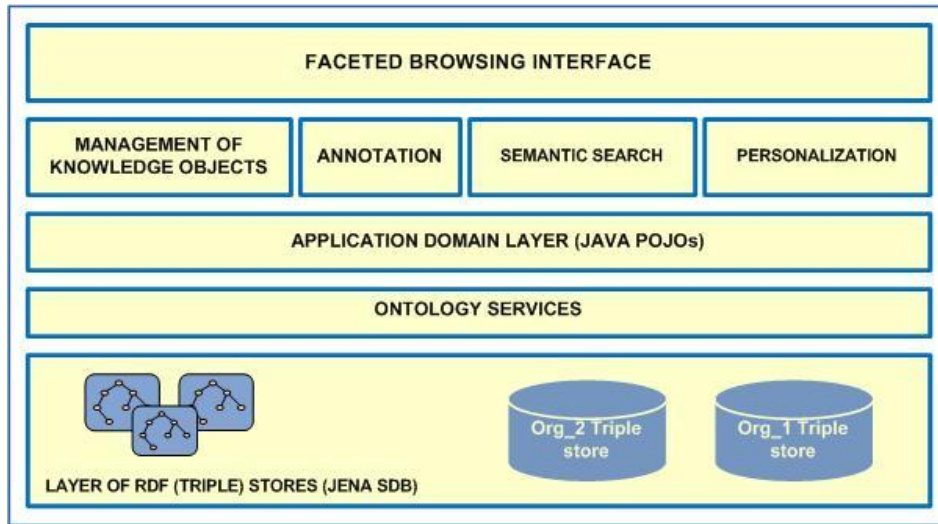 FACETED BROWSING INTERFACE
MANAGEMENT OF
KNOWLEDGE OBJECTS
ANNOTATION
SEMANTIC SEARCH
PERSONALIZATION
APPLICATION DOMAIN LAYER (JAVA POJOs)
ONTOLOGY SERVICES
Org_2 Triple
store
Org_1 Triple
store
LAYER OF RDF (TRIPLE) STORES (JENA SDB)